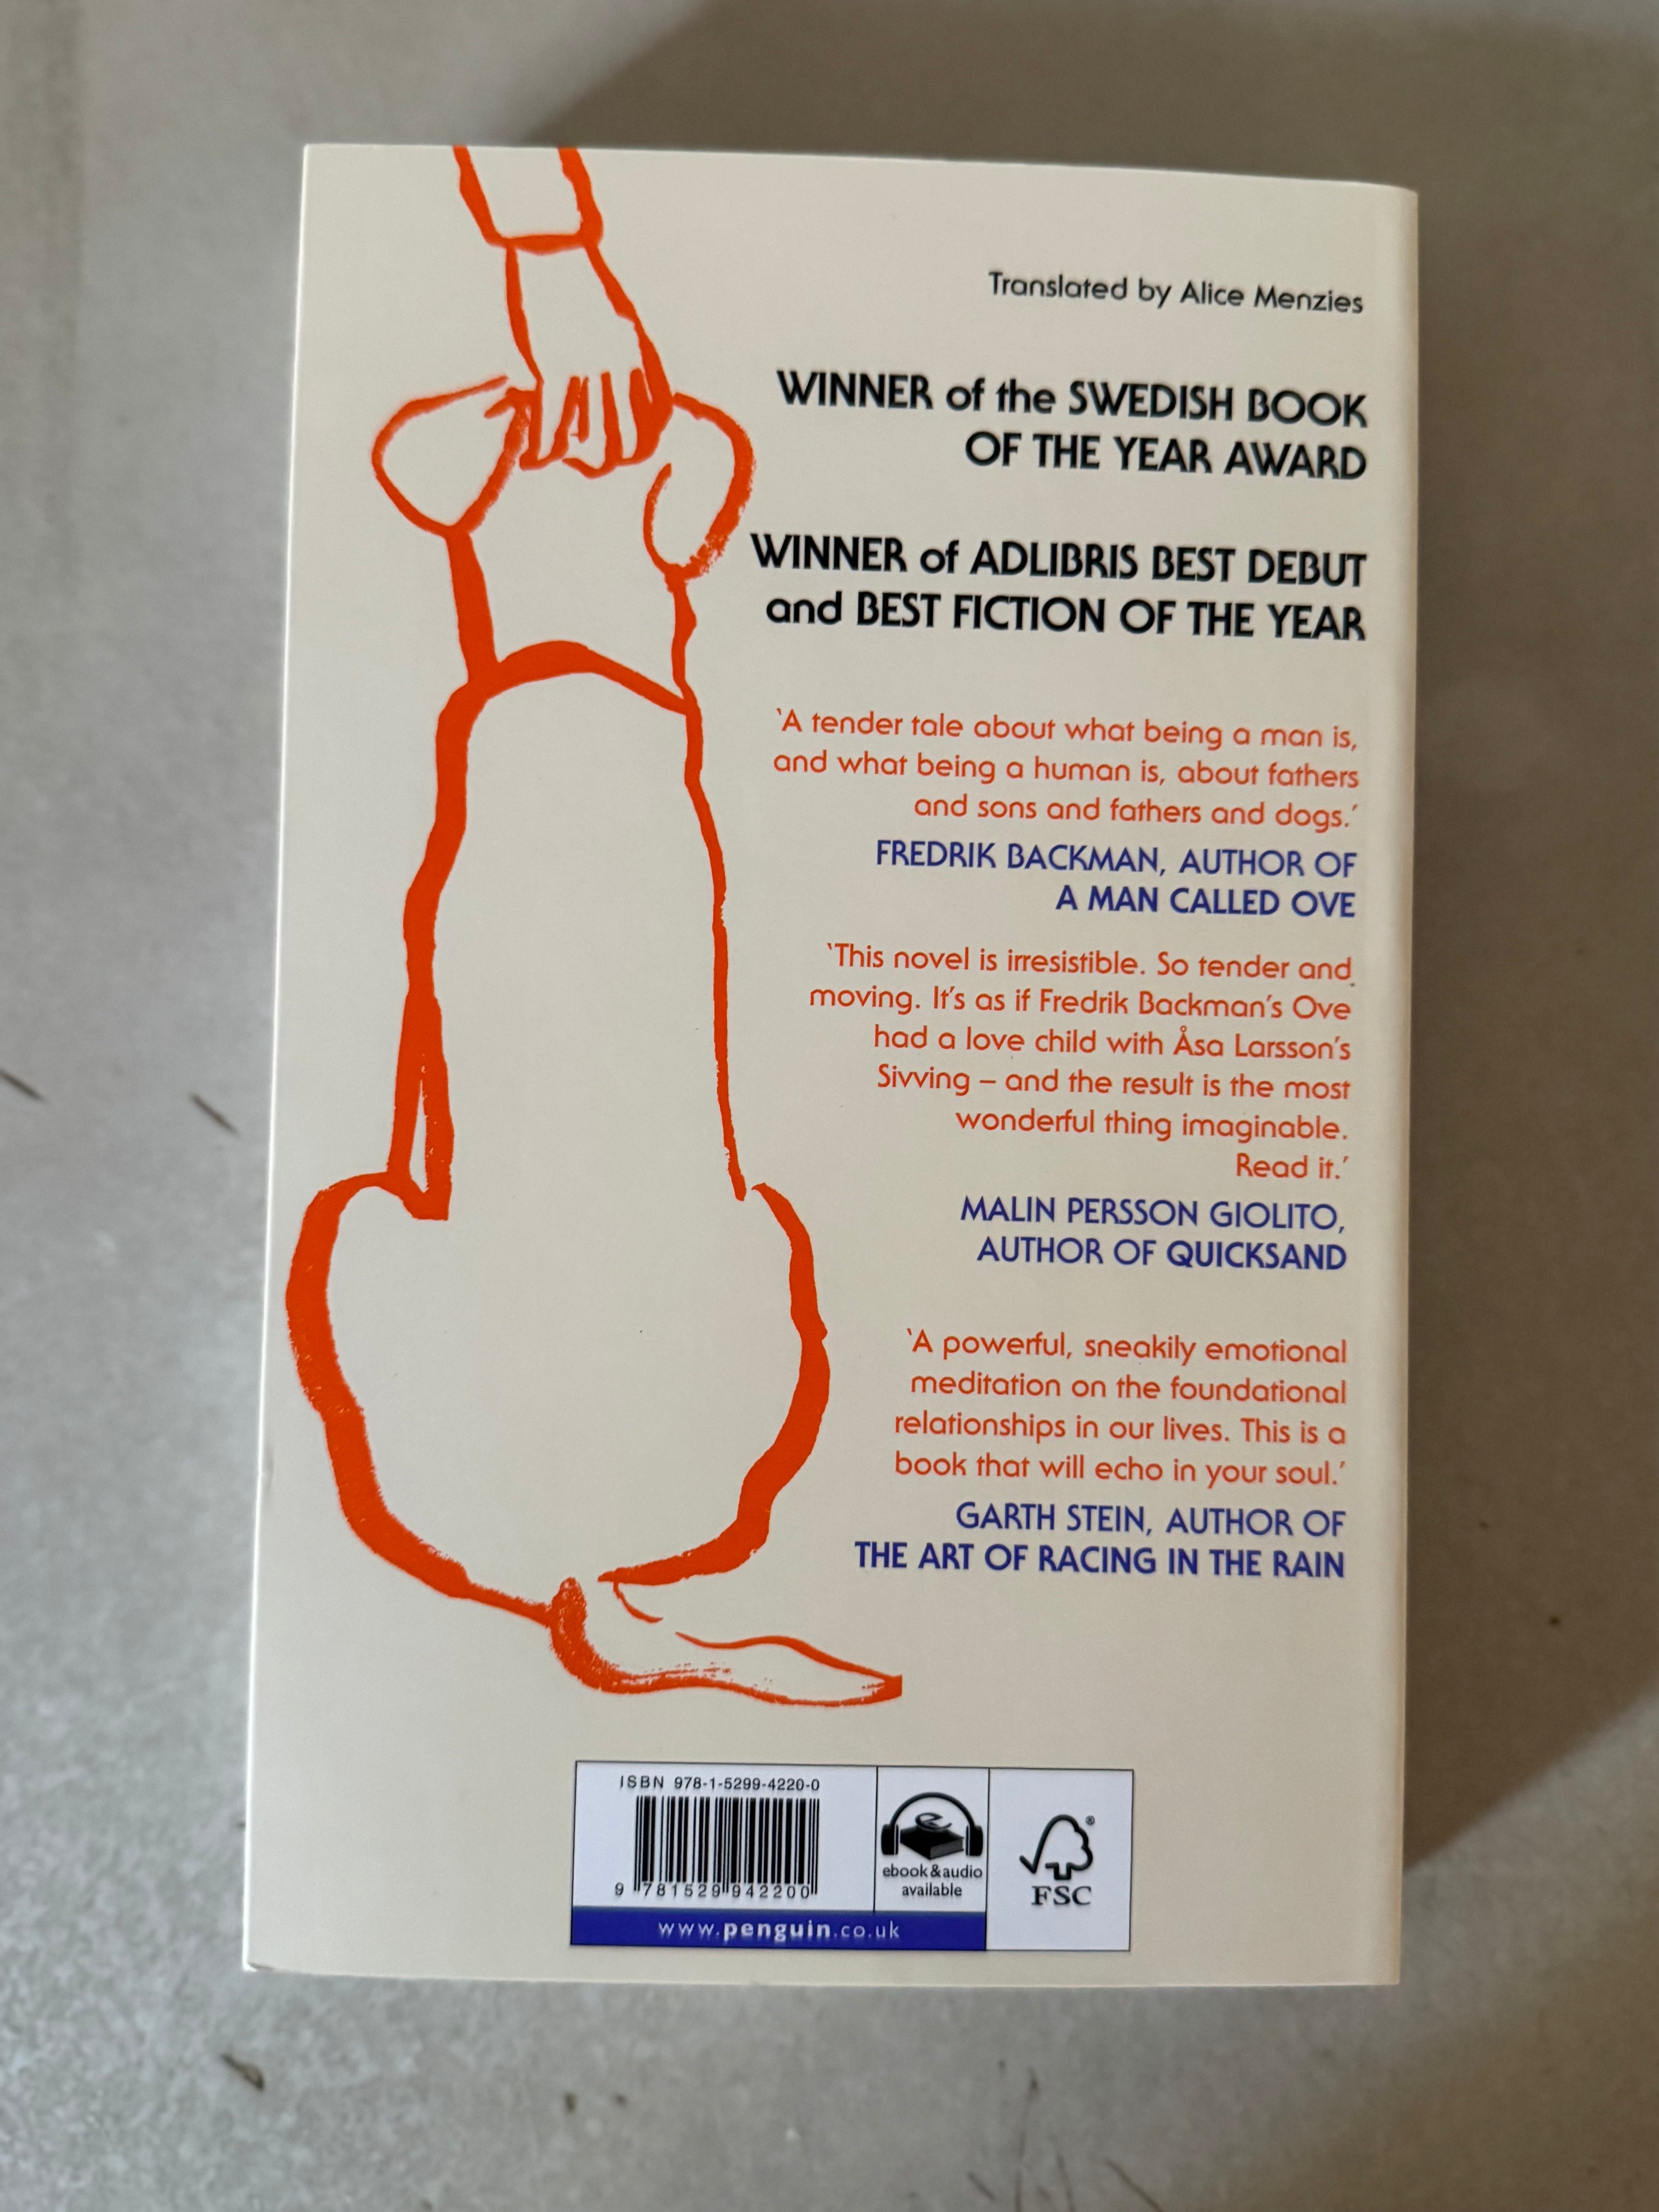 Translated by Alice Menzies
WINNER of the SWEDISH BOOK
OF THE YEAR AWARD
WINNER of ADLIBRIS BEST DEBUT
and BEST FICTION OF THE YEAR
‘A tender tale about what being a man is,
and what being a human is, about fathers
and sons and fathers and dogs.’
FREDRIK BACKMAN, AUTHOR OF
A MAN CALLED OVE
‘This novel is irresistible. So tender and
moving. It’s as if Fredrik Backman’s Ove
had a love child with Åsa Larsson’s
Sivving – and the result is the most
wonderful thing imaginable.
Read it.’
MALIN PERSSON GIOLITO,
AUTHOR OF QUICKSAND
‘A powerful, sneakily emotional
meditation on the foundational
relationships in our lives. This is a
book that will echo in your soul.’
GARTH STEIN, AUTHOR OF
THE ART OF RACING IN THE RAIN
ISBN 978-1-5299-4220-0
9 781529 942200
e
ebook & audio
available
®
FSC
www.penguin.co.uk